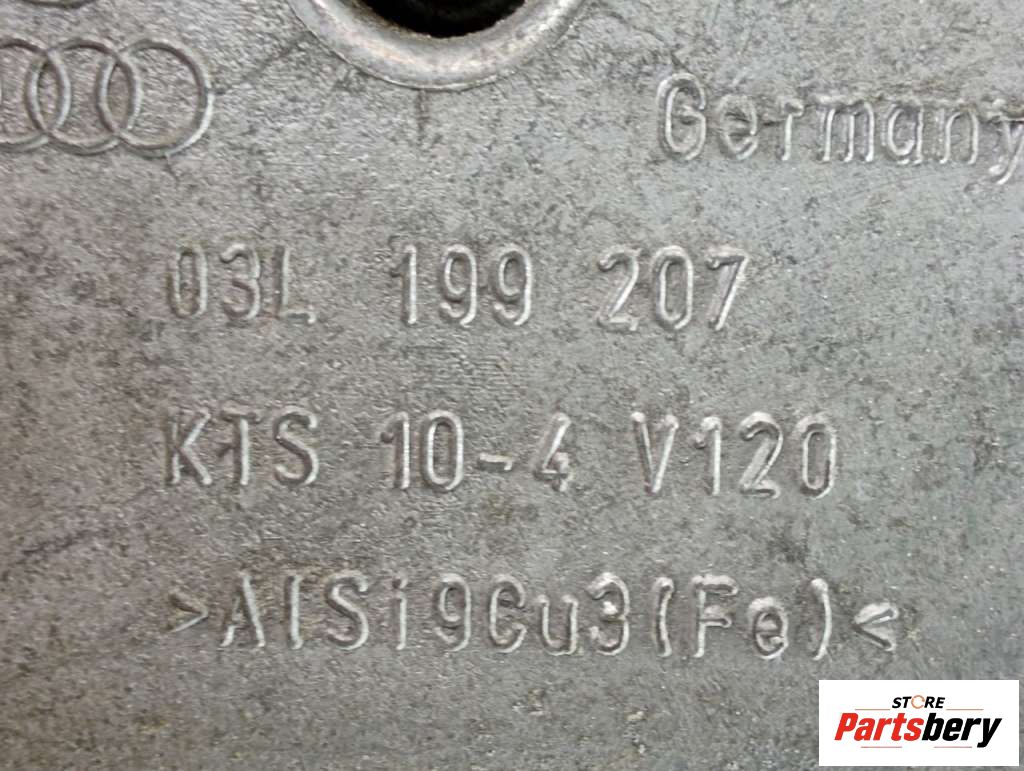 Germany
03L 199 207
KTS 10-4 V120
>AlSi9Cu3(Fe)<
STORE
Partsbery